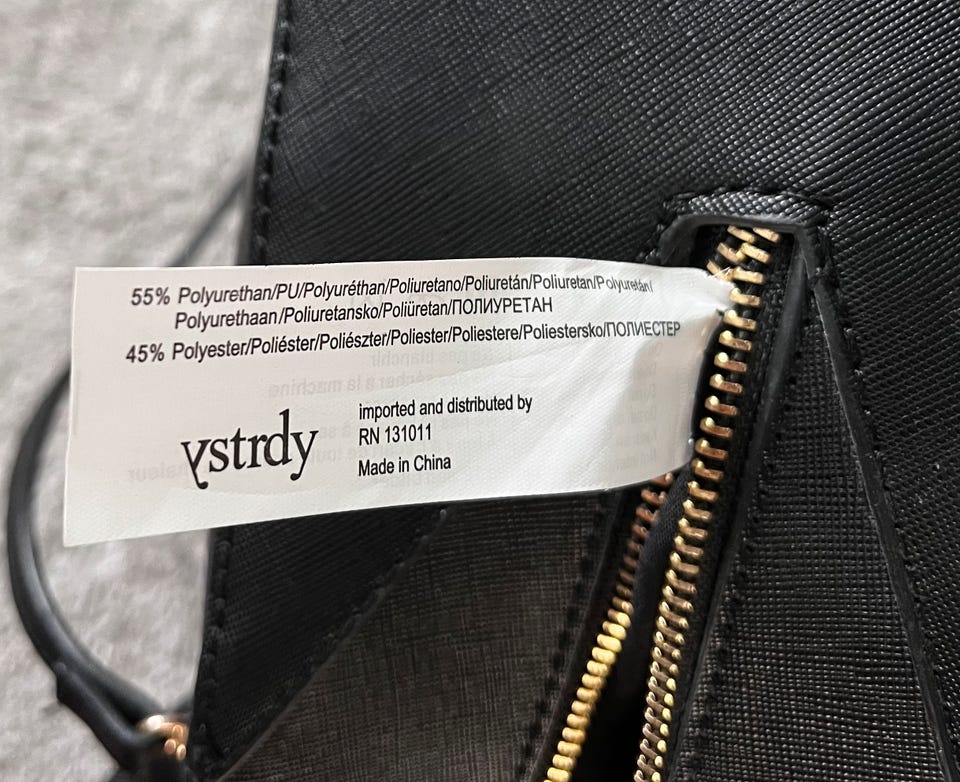 55% Polyurethan/PU/Polyuréthan/Poliuretano/Poliuretán/Poliuretan/Polyuretán/
Polyurethaan/Poliuretansko/Poliüretan/ПОЛИУРЕТАН
45% Polyester/Poliéster/Poliészter/Poliester/Poliestere/Poliestersko/ПОЛИЕСТЕР
ystrdy
imported and distributed by
RN 131011
Made in China